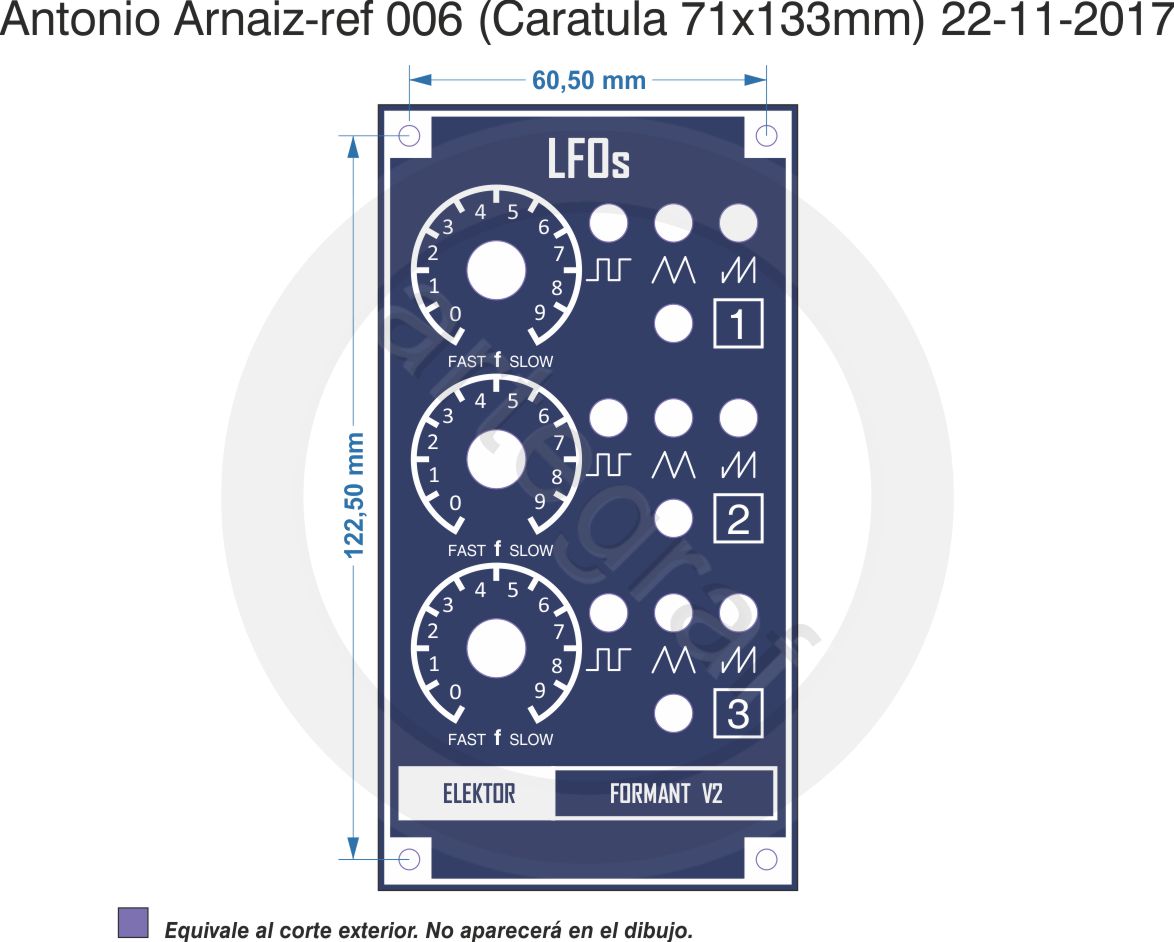 Antonio Arnaiz-ref 006 (Caratula 71x133mm) 22-11-2017
60,50 mm
122,50 mm
LFOs
0 1 2 3 4 5 6 7 8 9
FAST f SLOW
1
0 1 2 3 4 5 6 7 8 9
FAST f SLOW
2
0 1 2 3 4 5 6 7 8 9
FAST f SLOW
3
ELEKTOR FORMANT V2
artegraf
Equivale al corte exterior. No aparecerá en el dibujo.